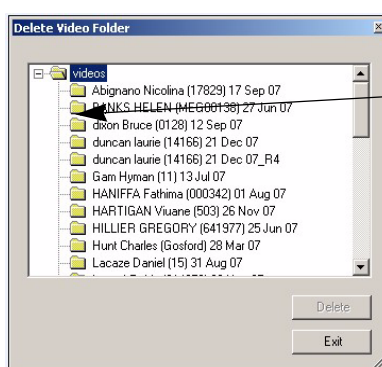 Delete Video Folder
videos
Abignano Nicolina (17829) 17 Sep 07
BANKS HELEN (MEG00138) 27 Jun 07
dixon Bruce (0128) 12 Sep 07
duncan laurie (14166) 21 Dec 07
duncan laurie (14166) 21 Dec 07_R4
Gam Hyman (11) 13 Jul 07
HANIFFA Fathima (000342) 01 Aug 07
HARTIGAN Viuane (503) 26 Nov 07
HILLIER GREGORY (641977) 25 Jun 07
Hunt Charles (Gosford) 28 Mar 07
Lacaze Daniel (15) 31 Aug 07
Delete
Exit